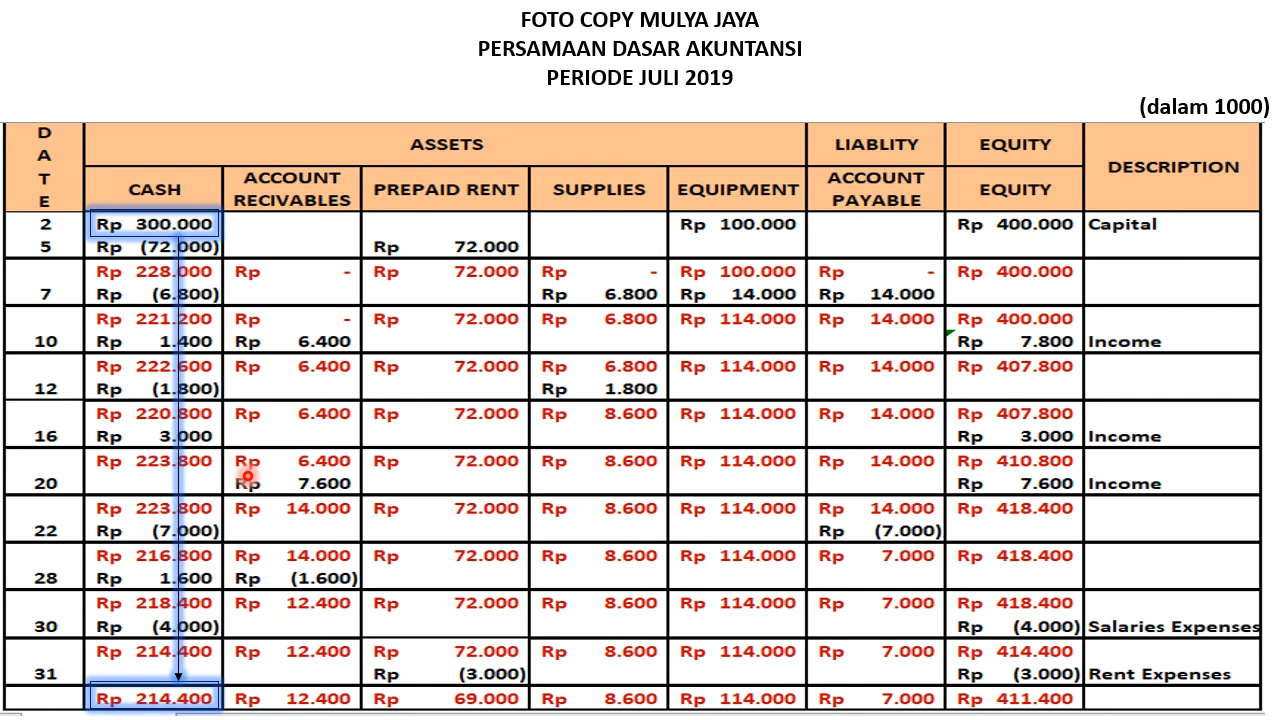 FOTO COPY MULYA JAYA
PERSAMAAN DASAR AKUNTANSI
PERIODE JULI 2019
(dalam 1000)
DATE ASSETS LIABLITY EQUITY DESCRIPTION
CASH ACCOUNT RECIVABLES PREPAID RENT SUPPLIES EQUIPMENT ACCOUNT PAYABLE EQUITY
2 Rp 300.000 Rp 100.000 Rp 400.000 Capital
5 Rp (72.000) Rp 72.000
Rp 228.000 Rp - Rp 72.000 Rp - Rp 100.000 Rp - Rp 400.000
7 Rp (6.800) Rp 6.800 Rp 14.000 Rp 14.000
Rp 221.200 Rp - Rp 72.000 Rp 6.800 Rp 114.000 Rp 14.000 Rp 400.000
10 Rp 1.400 Rp 6.400 Rp 7.800 Income
Rp 222.600 Rp 6.400 Rp 72.000 Rp 6.800 Rp 114.000 Rp 14.000 Rp 407.800
12 Rp (1.800) Rp 1.800
Rp 220.800 Rp 6.400 Rp 72.000 Rp 8.600 Rp 114.000 Rp 14.000 Rp 407.800
16 Rp 3.000 Rp 3.000 Income
Rp 223.800 Rp 6.400 Rp 72.000 Rp 8.600 Rp 114.000 Rp 14.000 Rp 410.800
20 Rp 7.600 Rp 7.600 Income
Rp 223.800 Rp 14.000 Rp 72.000 Rp 8.600 Rp 114.000 Rp 14.000 Rp 418.400
22 Rp (7.000) Rp (7.000)
Rp 216.800 Rp 14.000 Rp 72.000 Rp 8.600 Rp 114.000 Rp 7.000 Rp 418.400
28 Rp 1.600 Rp (1.600)
Rp 218.400 Rp 12.400 Rp 72.000 Rp 8.600 Rp 114.000 Rp 7.000 Rp 418.400
30 Rp (4.000) Rp (4.000) Salaries Expenses
Rp 214.400 Rp 12.400 Rp 72.000 Rp 8.600 Rp 114.000 Rp 7.000 Rp 414.400
31 Rp (3.000) Rp (3.000) Rent Expenses
Rp 214.400 Rp 12.400 Rp 69.000 Rp 8.600 Rp 114.000 Rp 7.000 Rp 411.400